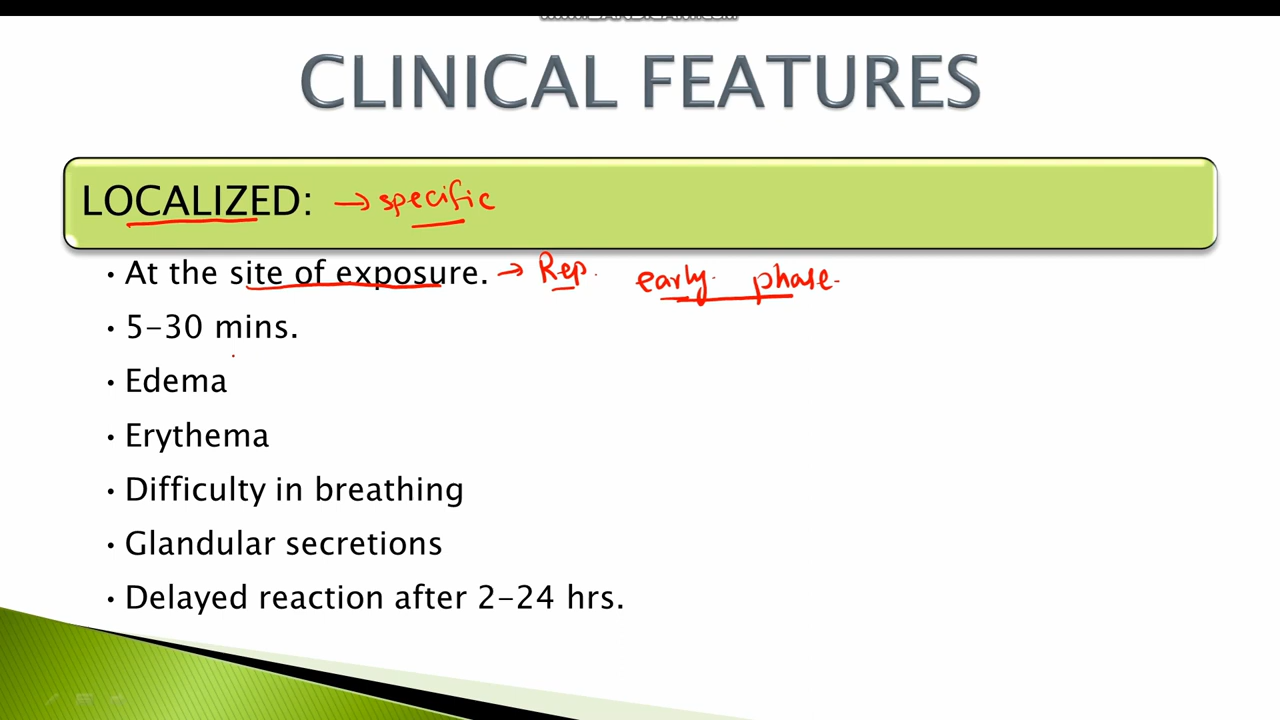 CLINICAL FEATURES
LOCALIZED: → specific
• At the site of exposure. → Rep. early phase.
• 5-30 mins.
• Edema
• Erythema
• Difficulty in breathing
• Glandular secretions
• Delayed reaction after 2-24 hrs.